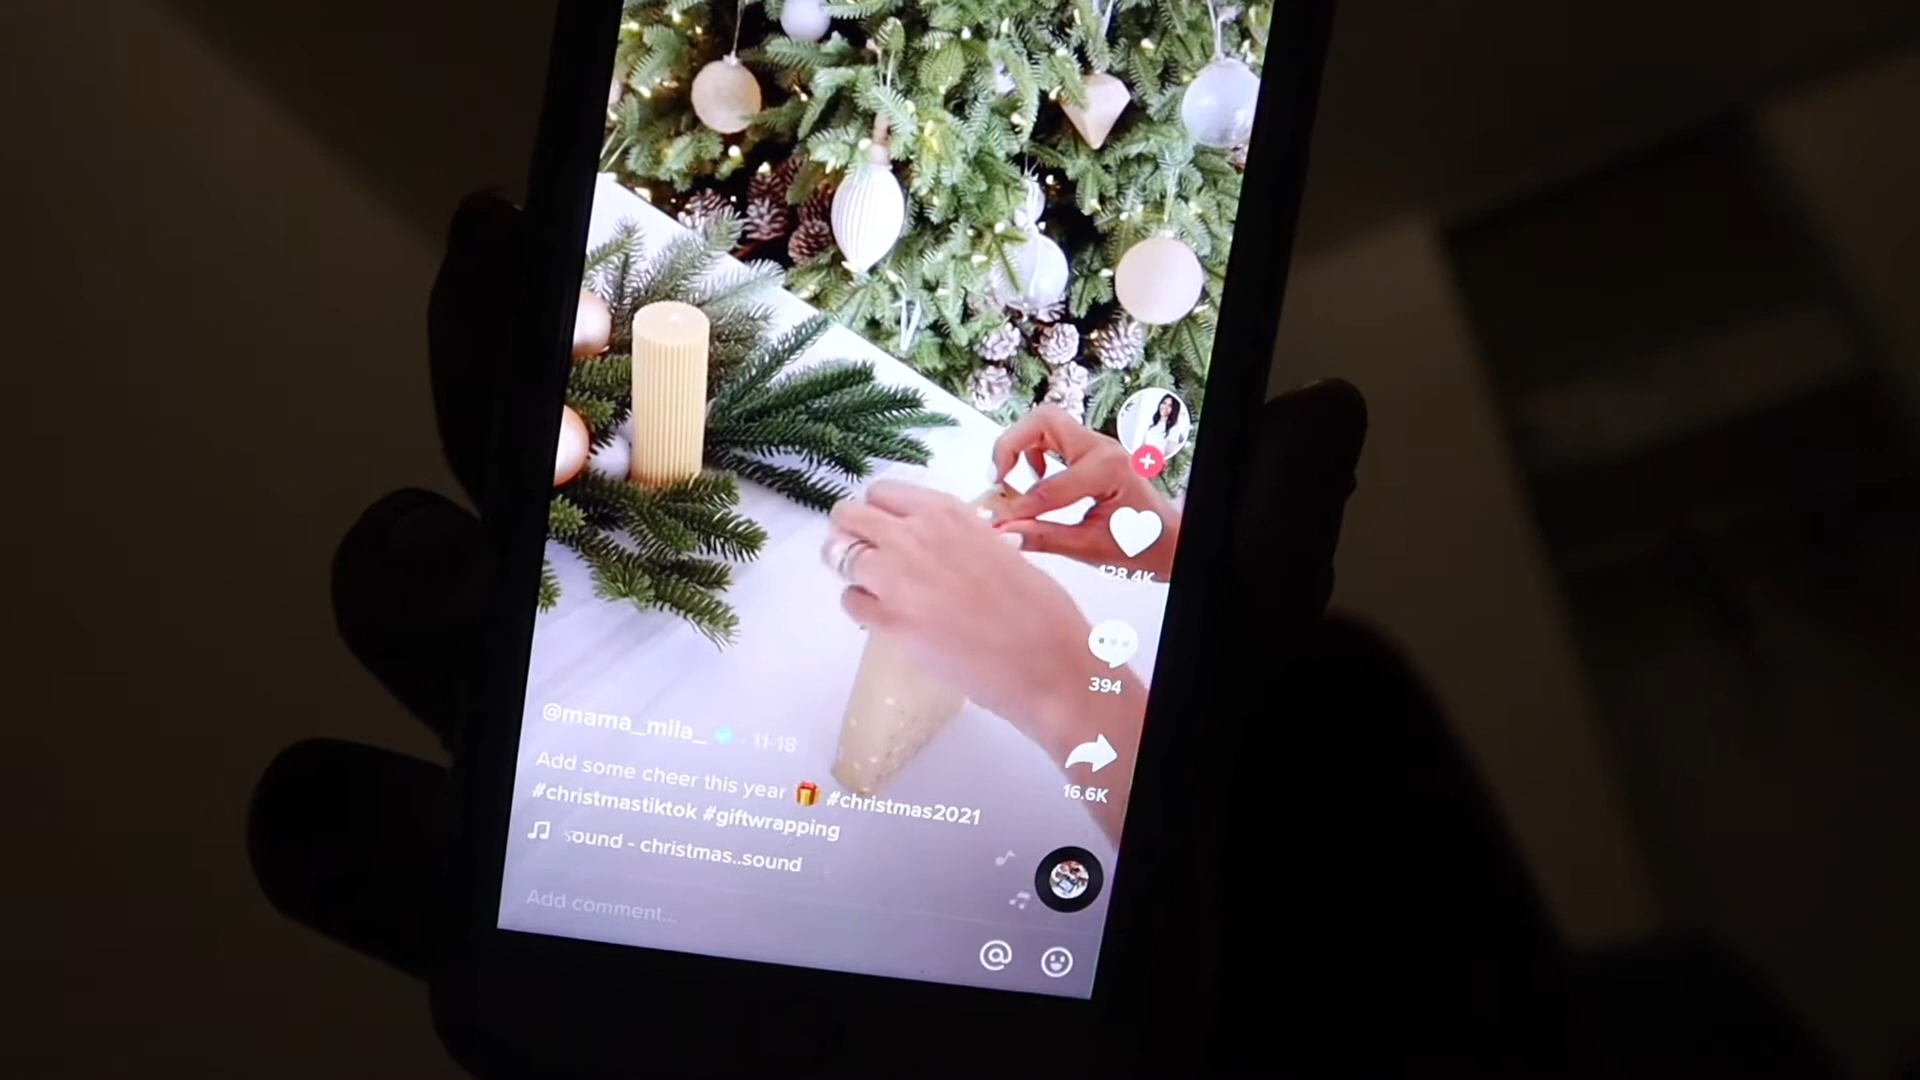 128.4K
394
@mama_mila_ · 11-18
16.6K
Add some cheer this year 🎁 #christmas2021
#christmastiktok #giftwrapping
sound - christmas..sound
Add comment...
@